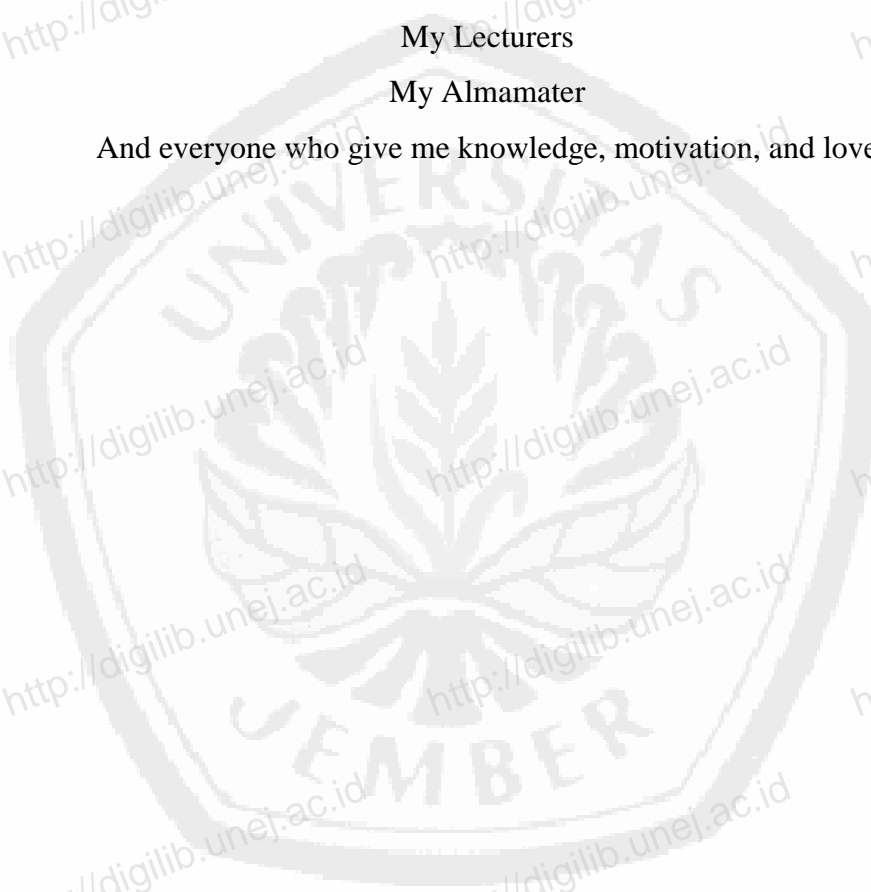 My Lecturers
My Almamater
And everyone who give me knowledge, motivation, and love
UNIVERSITAS
JEMBER
http://digilib.unej.ac.id
http://digilib.unej.ac.id
http://digilib.unej.ac.id
http://digilib.unej.ac.id
http://digilib.unej.ac.id
http://digilib.unej.ac.id
http://digilib.unej.ac.id
http://digilib.unej.ac.id